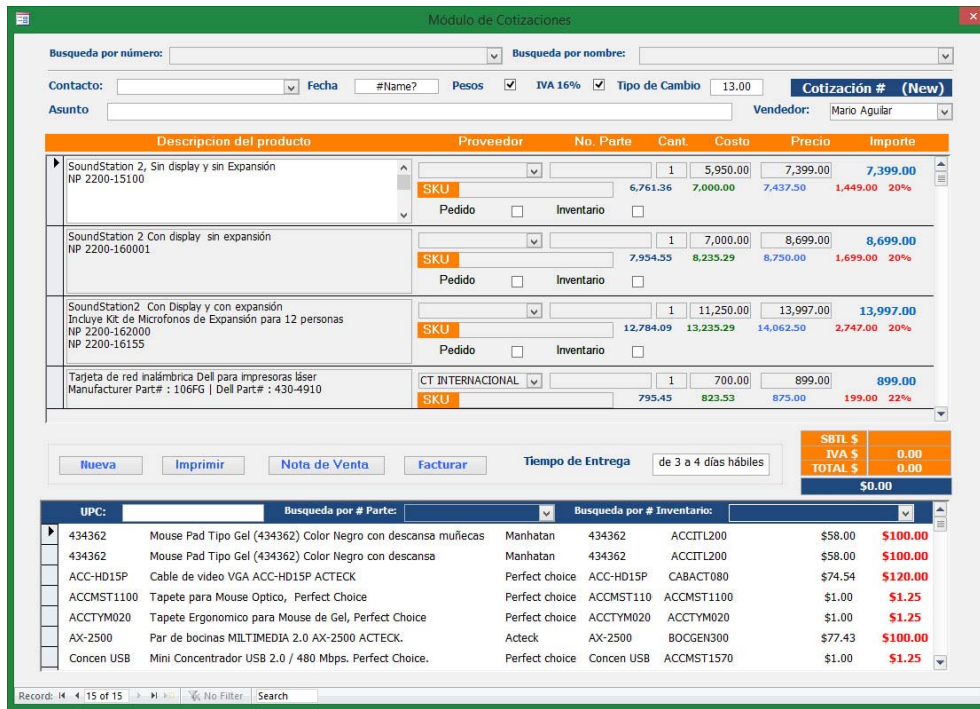 Módulo de Cotizaciones
Busqueda por número: Busqueda por nombre:
Contacto: Fecha #Name? Pesos IVA 16% Tipo de Cambio 13.00 Cotización # (New)
Asunto Vendedor: Mario Aguilar
Descripcion del producto Proveedor No. Parte Cant. Costo Precio Importe
SoundStation 2, Sin display y sin Expansión 1 5,950.00 7,399.00 7,399.00
NP 2200-15100
SKU 6,761.36 7,000.00 7,437.50 1,449.00 20%
Pedido Inventario
SoundStation 2 Con display sin expansión 1 7,000.00 8,699.00 8,699.00
NP 2200-160001
SKU 7,954.55 8,235.29 8,750.00 1,699.00 20%
Pedido Inventario
SoundStation2 Con Display y con expansión 1 11,250.00 13,997.00 13,997.00
Incluye Kit de Microfonos de Expansión para 12 personas
NP 2200-162000
SKU 12,784.09 13,235.29 14,062.50 2,747.00 20%
NP 2200-16155
Pedido Inventario
Tarjeta de red inalámbrica Dell para impresoras láser CT INTERNACIONAL 1 700.00 899.00 899.00
Manufacturer Part# : 106FG | Dell Part# : 430-4910
SKU 795.45 823.53 875.00 199.00 22%
SBTL $
IVA $ 0.00
TOTAL $ 0.00
$0.00
Nueva Imprimir Nota de Venta Facturar Tiempo de Entrega de 3 a 4 días hábiles
UPC: Busqueda por # Parte: Busqueda por # Inventario:
434362 Mouse Pad Tipo Gel (434362) Color Negro con descansa muñecas Manhatan 434362 ACCITL200 $58.00 $100.00
434362 Mouse Pad Tipo Gel (434362) Color Negro con descansa Manhatan 434362 ACCITL200 $58.00 $100.00
ACC-HD15P Cable de video VGA ACC-HD15P ACTECK Perfect choice ACC-HD15P CABACT080 $74.54 $120.00
ACCMST1100 Tapete para Mouse Optico, Perfect Choice Perfect choice ACCMST110 ACCMST1100 $1.00 $1.25
ACCTYM020 Tapete Ergonomico para Mouse de Gel, Perfect Choice Perfect choice ACCTYM020 ACCTYM020 $1.00 $1.25
AX-2500 Par de bocinas MILTIMEDIA 2.0 AX-2500 ACTECK. Acteck AX-2500 BOCGEN300 $77.43 $100.00
Concen USB Mini Concentrador USB 2.0 / 480 Mbps. Perfect Choice. Perfect choice Concen USB ACCMST1570 $1.00 $1.25
Record: 15 of 15 No Filter Search